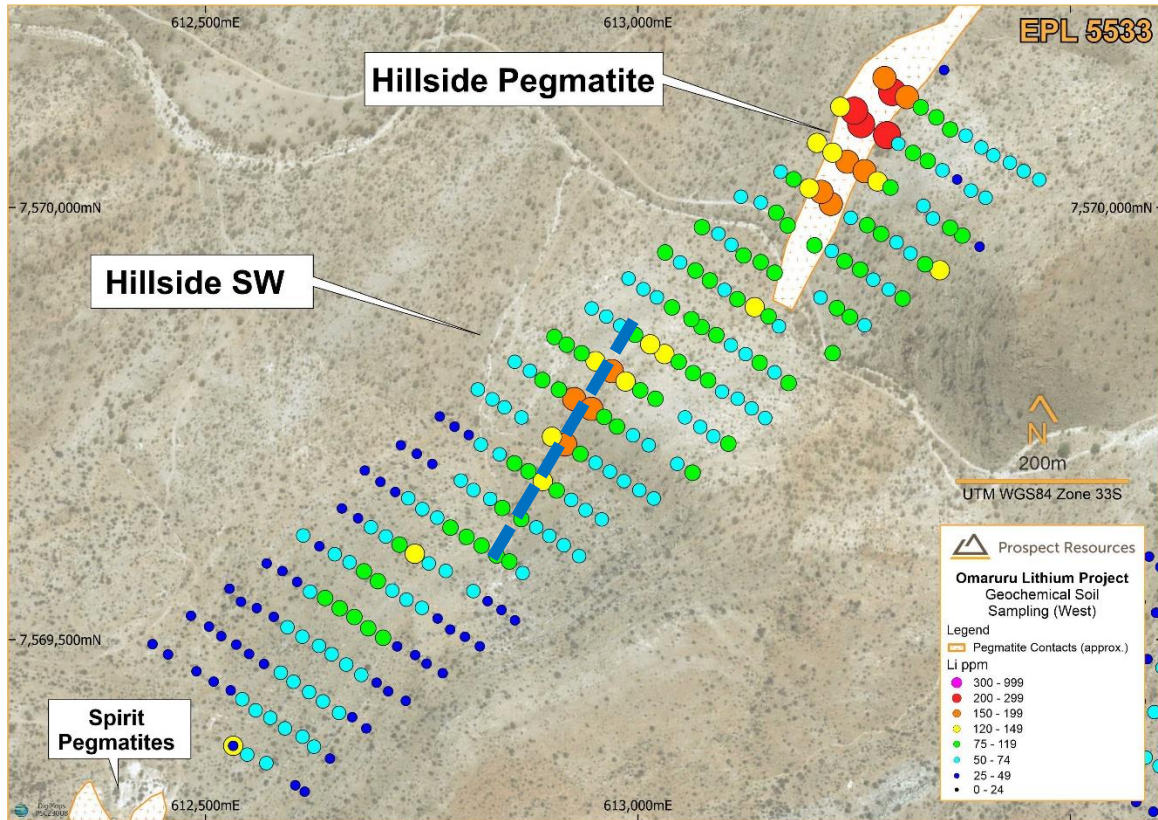 612,500mE
613,000mE
EPL 5533
Hillside Pegmatite
7,570,000mN
7,570,000mN
Hillside SW
N
200m
UTM WGS84 Zone 33S
Prospect Resources
Omaruru Lithium Project
Geochemical Soil
Sampling (West)
Legend
Pegmatite Contacts (approx.)
Li ppm
300 - 999
200 - 299
150 - 199
120 - 149
75 - 119
50 - 74
25 - 49
0 - 24
7,569,500mN
Spirit
Pegmatites
612,500mE
613,000mE